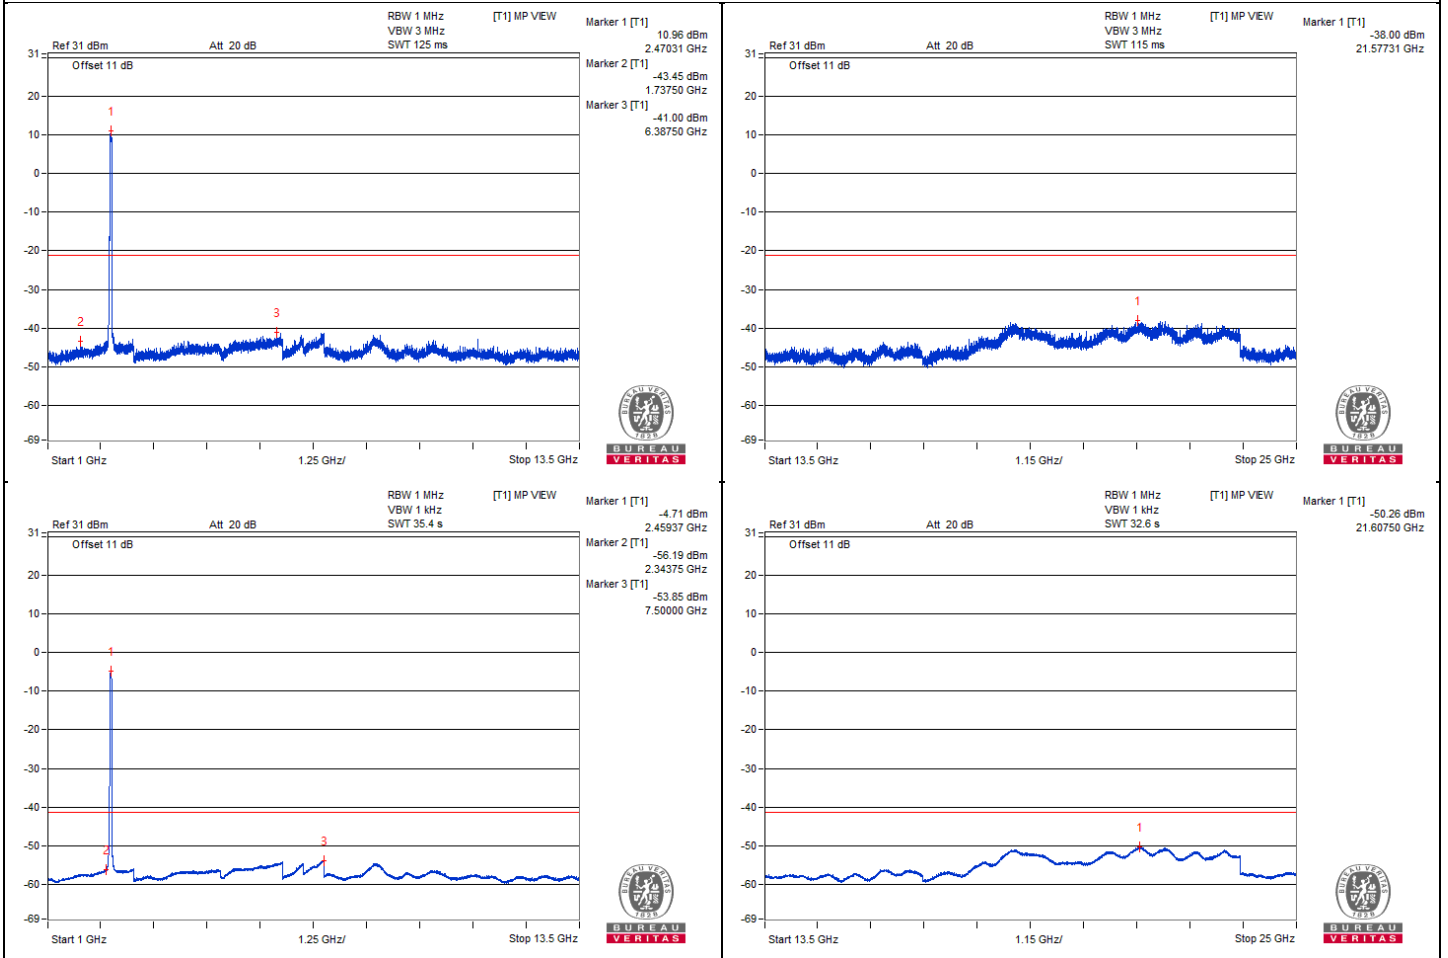 RBW 1 MHz [T1] MP VIEW
VBW 3 MHz
Ref 31 dBm Att 20 dB SWT 125 ms
Offset 11 dB
Marker 1 [T1]
10.96 dBm
2.47031 GHz
Marker 2 [T1]
-43.45 dBm
1.73750 GHz
Marker 3 [T1]
-41.00 dBm
6.38750 GHz
31
20
10
0
-10
-20
-30
-40
-50
-60
-69
1
2
3
Start 1 GHz 1.25 GHz/ Stop 13.5 GHz
BUREAU VERITAS
1828
BUREAU
VERITAS
RBW 1 MHz [T1] MP VIEW
VBW 3 MHz
Ref 31 dBm Att 20 dB SWT 115 ms
Offset 11 dB
Marker 1 [T1]
-38.00 dBm
21.57731 GHz
31
20
10
0
-10
-20
-30
-40
-50
-60
-69
1
Start 13.5 GHz 1.15 GHz/ Stop 25 GHz
BUREAU VERITAS
1828
BUREAU
VERITAS
RBW 1 MHz [T1] MP VIEW
VBW 1 kHz
Ref 31 dBm Att 20 dB SWT 35.4 s
Offset 11 dB
Marker 1 [T1]
-4.71 dBm
2.45937 GHz
Marker 2 [T1]
-56.19 dBm
2.34375 GHz
Marker 3 [T1]
-53.85 dBm
7.50000 GHz
31
20
10
0
-10
-20
-30
-40
-50
-60
-69
1
2
3
Start 1 GHz 1.25 GHz/ Stop 13.5 GHz
BUREAU VERITAS
1828
BUREAU
VERITAS
RBW 1 MHz [T1] MP VIEW
VBW 1 kHz
Ref 31 dBm Att 20 dB SWT 32.6 s
Offset 11 dB
Marker 1 [T1]
-50.26 dBm
21.60750 GHz
31
20
10
0
-10
-20
-30
-40
-50
-60
-69
1
Start 13.5 GHz 1.15 GHz/ Stop 25 GHz
BUREAU VERITAS
1828
BUREAU
VERITAS